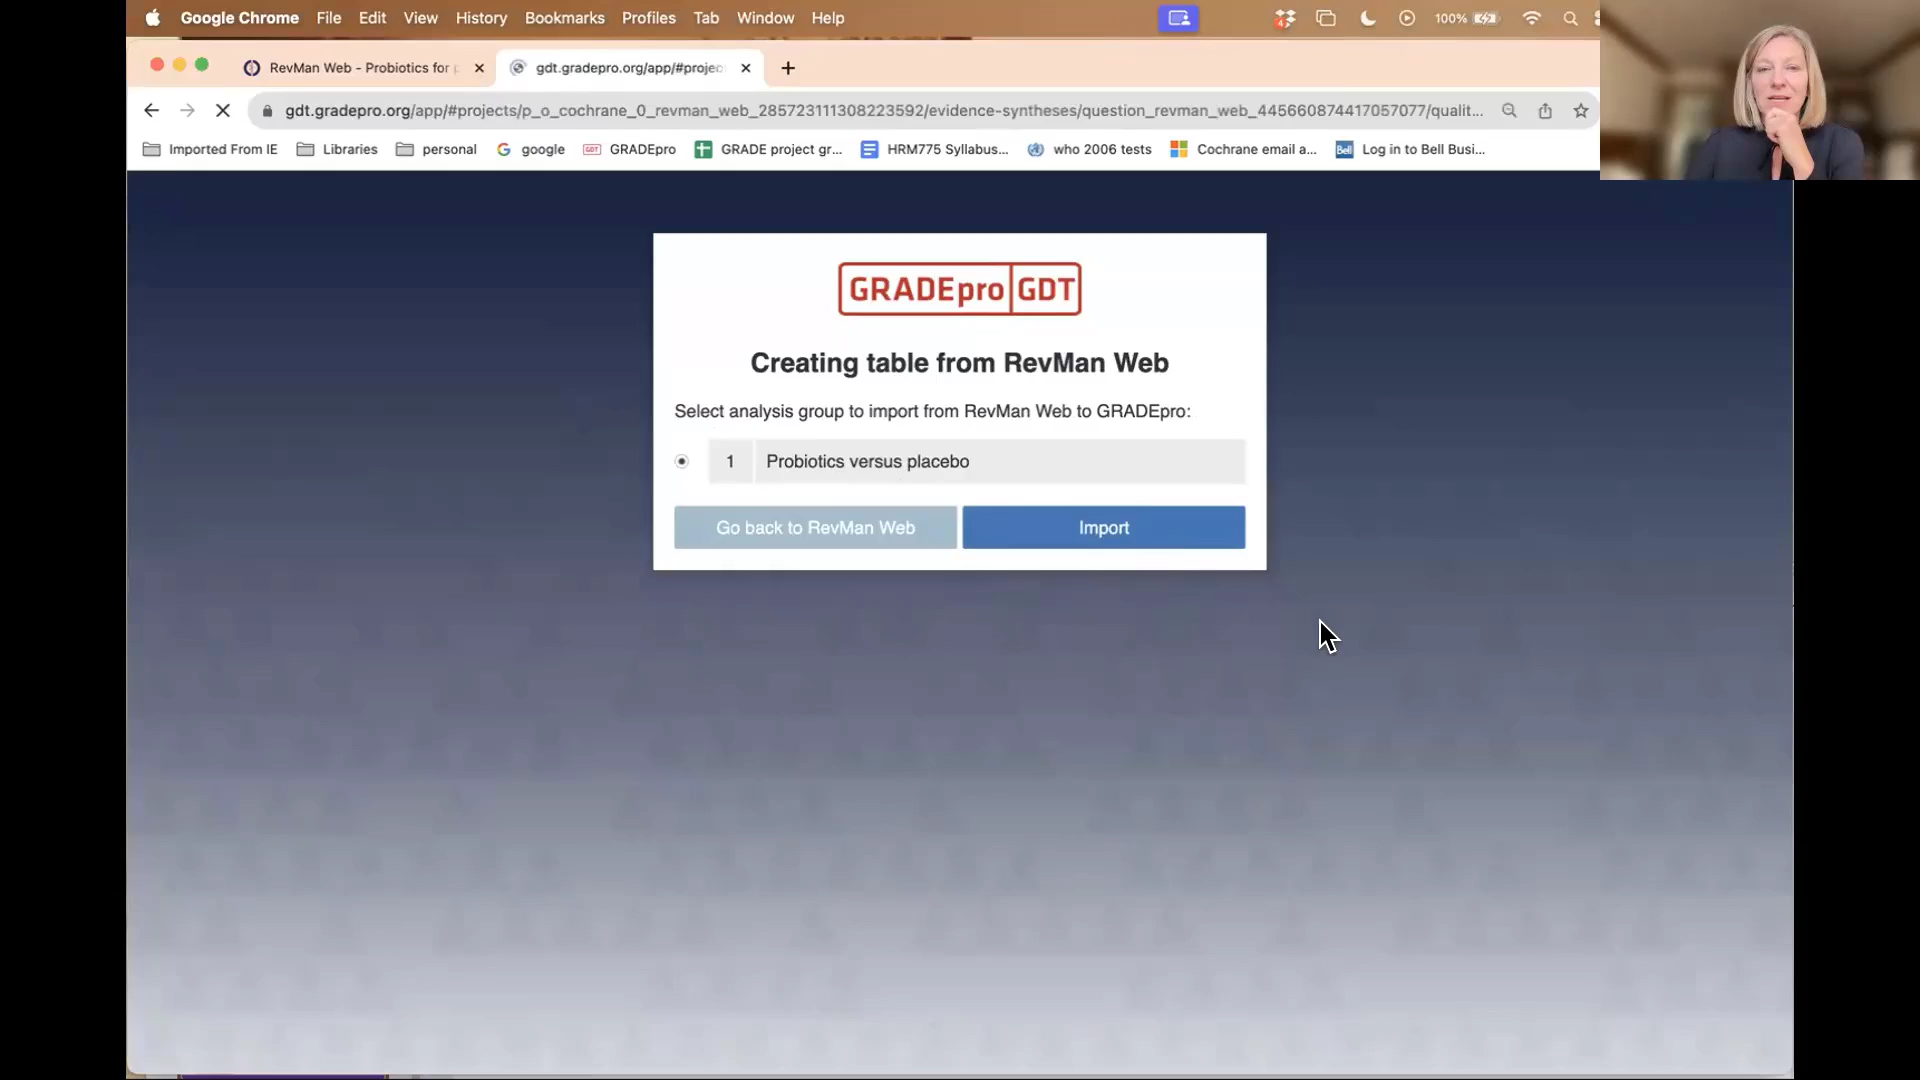 Google Chrome File Edit View History Bookmarks Profiles Tab Window Help 4 100%
RevMan Web - Probiotics for gdt.gradepro.org/app/#projec
gdt.gradepro.org/app/#projects/p_o_cochrane_0_revman_web_285723111308223592/evidence-syntheses/question_revman_web_445660874417057077/qualit...
Imported From IE Libraries personal google GDT GRADEpro GRADE project gr... HRM775 Syllabus... who 2006 tests Cochrane email a... Bell Log in to Bell Busi...
GRADEpro GDT
Creating table from RevMan Web
Select analysis group to import from RevMan Web to GRADEpro:
1 Probiotics versus placebo
Go back to RevMan Web Import